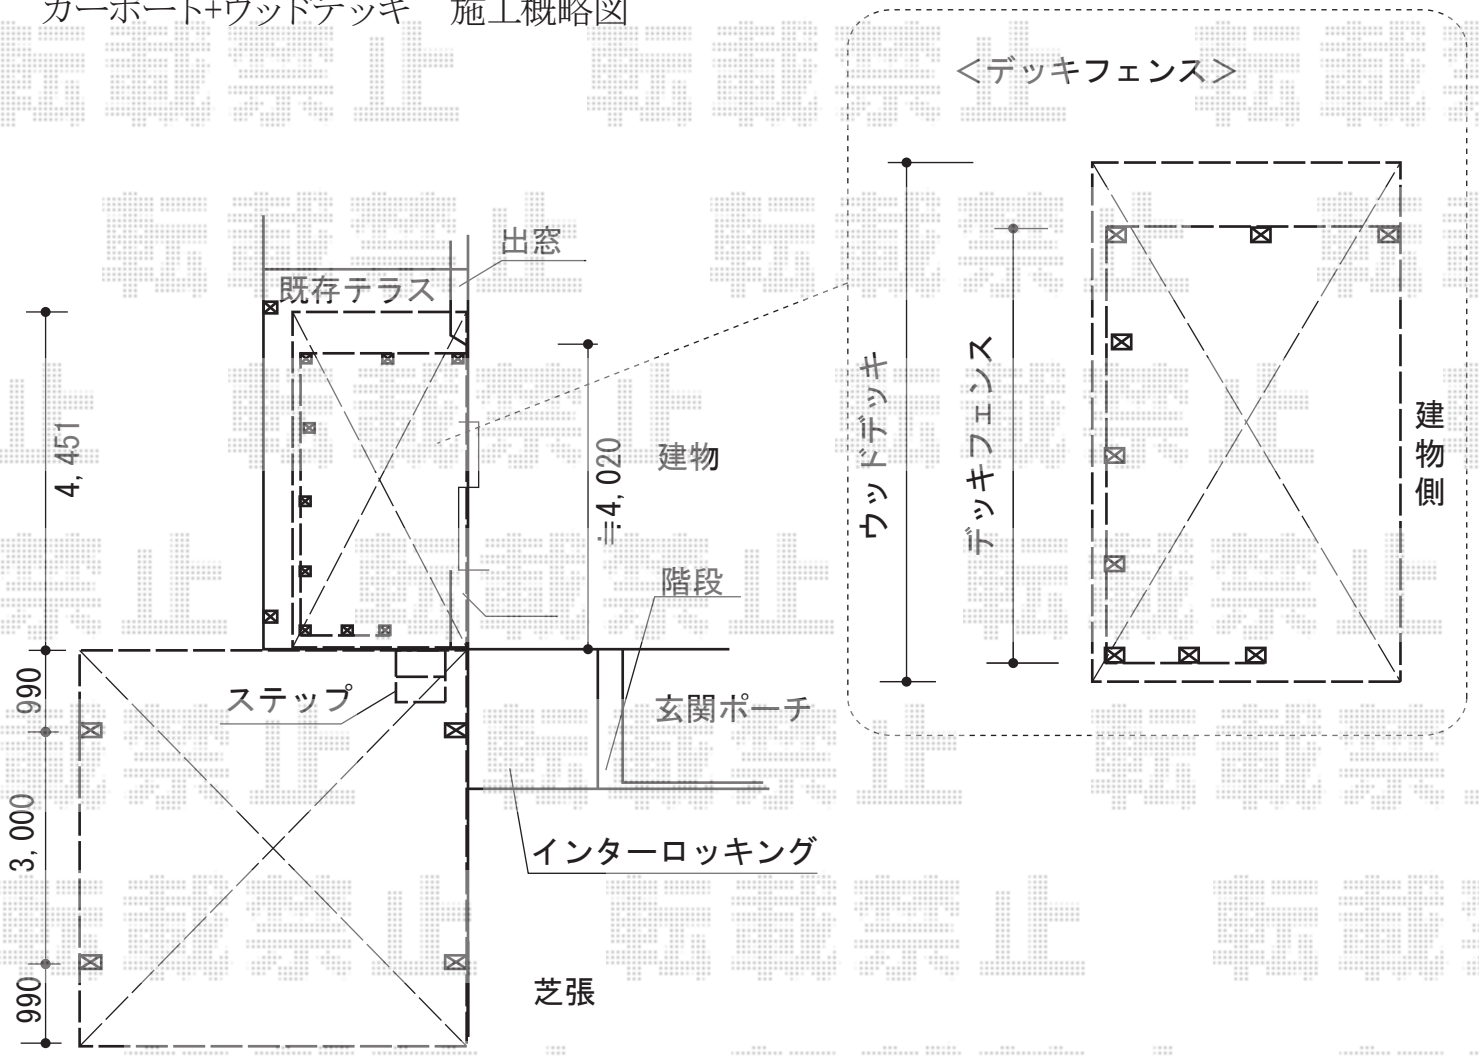 カーポート+ウッドデッキ 施工概略図
＜デッキフェンス＞
出窓
既存テラス
4,451
≒4,020
建物
ウッドデッキ
デッキフェンス
建物側
階段
990
ステップ
玄関ポーチ
3,000
インターロッキング
990
芝張
転載禁止